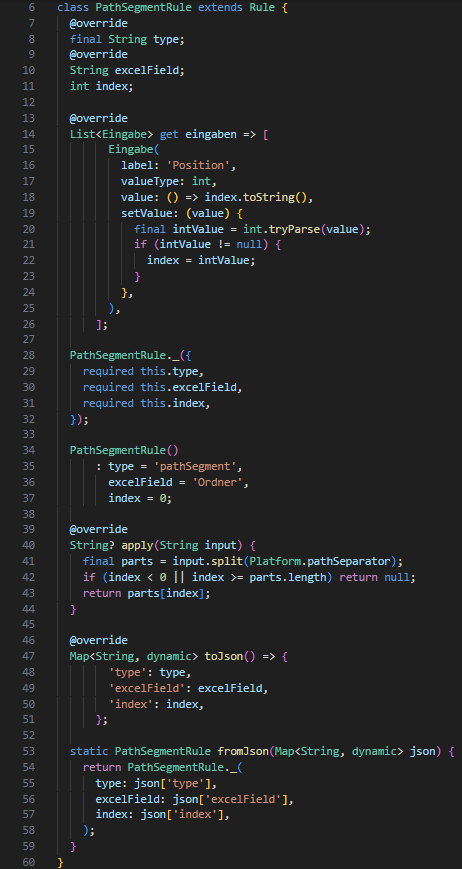 6 class PathSegmentRule extends Rule {
7   @override
8   final String type;
9   @override
10   String excelField;
11   int index;
12
13   @override
14   List<Eingabe> get eingaben => [
15         Eingabe(
16           label: 'Position',
17           valueType: int,
18           value: () => index.toString(),
19           setValue: (value) {
20             final intValue = int.tryParse(value);
21             if (intValue != null) {
22               index = intValue;
23             }
24           },
25         ),
26       ];
27
28   PathSegmentRule._({
29     required this.type,
30     required this.excelField,
31     required this.index,
32   });
33
34   PathSegmentRule()
35       : type = 'pathSegment',
36         excelField = 'Ordner',
37         index = 0;
38
39   @override
40   String? apply(String input) {
41     final parts = input.split(Platform.pathSeparator);
42     if (index < 0 || index >= parts.length) return null;
43     return parts[index];
44   }
45
46   @override
47   Map<String, dynamic> toJson() => {
48         'type': type,
49         'excelField': excelField,
50         'index': index,
51       };
52
53   static PathSegmentRule fromJson(Map<String, dynamic> json) {
54     return PathSegmentRule._(
55       type: json['type'],
56       excelField: json['excelField'],
57       index: json['index'],
58     );
59   }
60 }